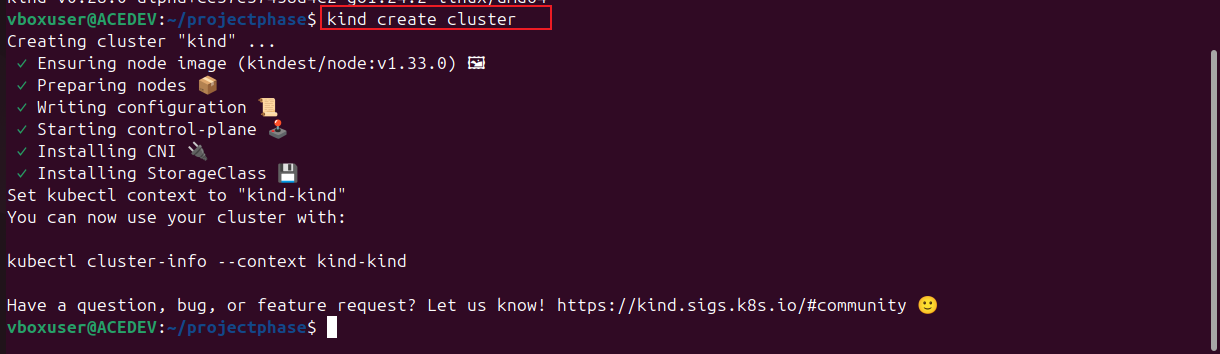 vboxuser@ACEDEV:~/projectphase$ kind create cluster
Creating cluster "kind" ...
✓ Ensuring node image (kindest/node:v1.33.0) 🖼
✓ Preparing nodes 📦
✓ Writing configuration 📜
✓ Starting control-plane 🕹️
✓ Installing CNI 🔌
✓ Installing StorageClass 💾
Set kubectl context to "kind-kind"
You can now use your cluster with:
kubectl cluster-info --context kind-kind
Have a question, bug, or feature request? Let us know! https://kind.sigs.k8s.io/#community 🙂
vboxuser@ACEDEV:~/projectphase$